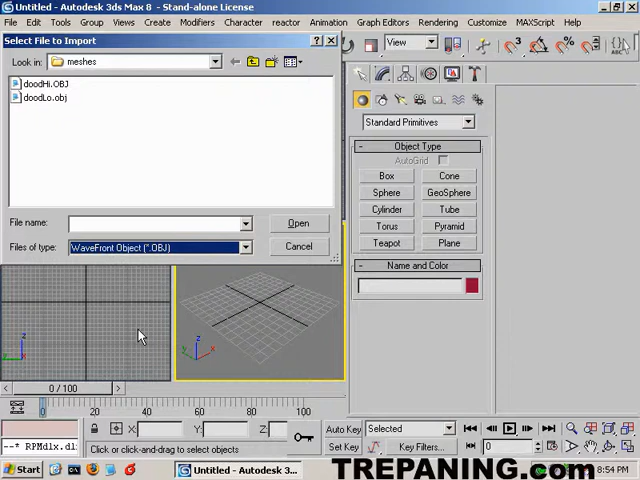 Untitled - Autodesk 3ds Max 8 - Stand-alone License
File Edit Tools Group Views Create Modifiers Character reactor Animation Graph Editors Rendering Customize MAXScript Help
Select File to Import
Look in: meshes
doodHi.OBJ
doodLo.obj
File name: Open
Files of type: WaveFront Object (*.OBJ) Cancel
View
Standard Primitives
- Object Type
AutoGrid
Box Cone
Sphere GeoSphere
Cylinder Tube
Torus Pyramid
Teapot Plane
- Name and Color
z
y x
z
y x
< 0 / 100 >
0 20 40 60 80 100
X: Y: Z: Auto Key Selected
--* RPMdlx.dl: Click or click-and-drag to select objects Set Key Key Filters... 0
Start Untitled - Autodesk 3... 8:54 PM
TREPANING.com